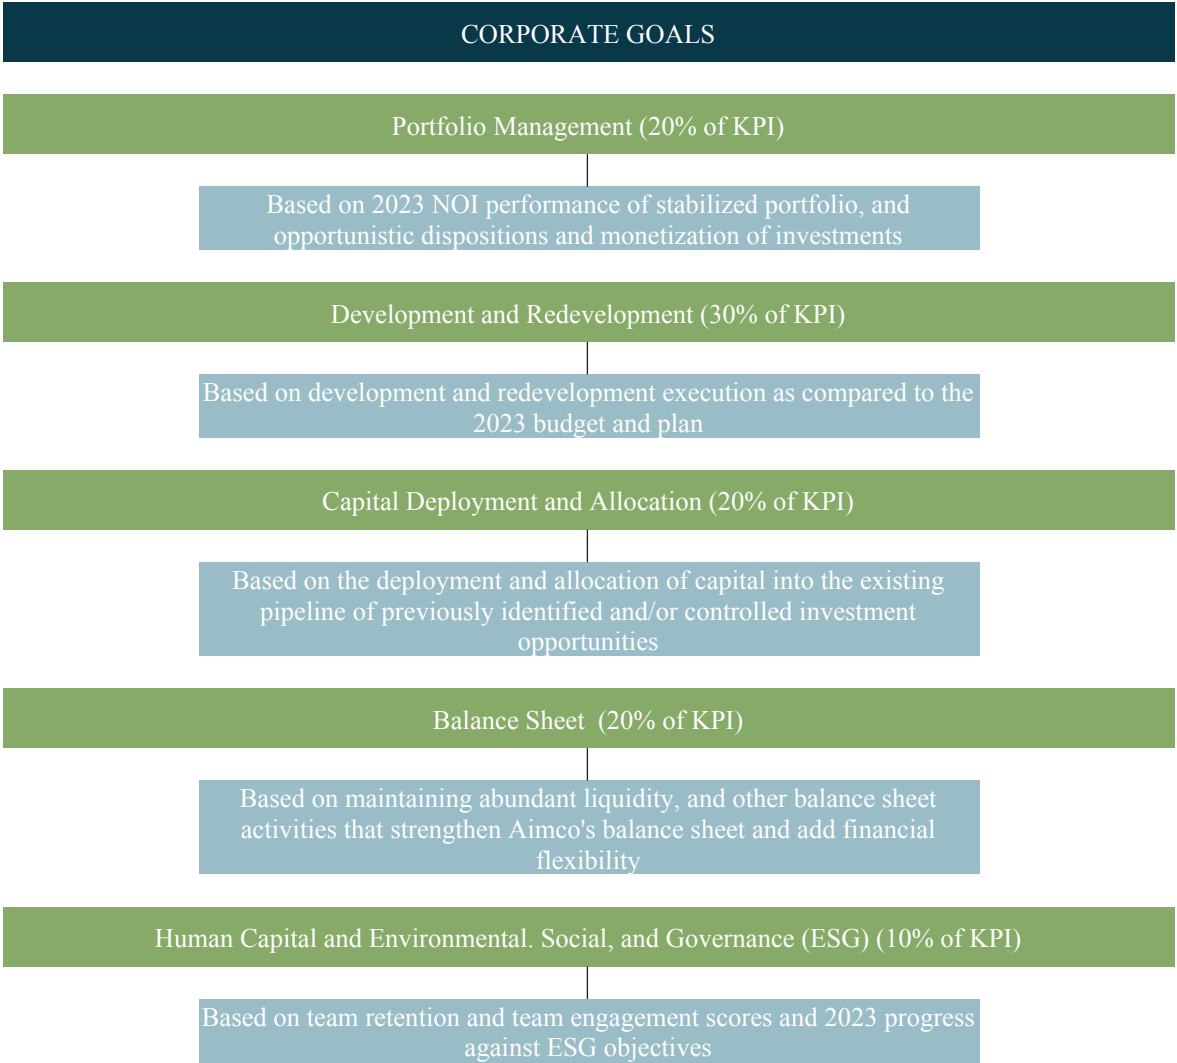 CORPORATE GOALS
Portfolio Management (20% of KPI)
Based on 2023 NOI performance of stabilized portfolio, and
opportunistic dispositions and monetization of investments
Development and Redevelopment (30% of KPI)
Based on development and redevelopment execution as compared to the
2023 budget and plan
Capital Deployment and Allocation (20% of KPI)
Based on the deployment and allocation of capital into the existing
pipeline of previously identified and/or controlled investment
opportunities
Balance Sheet  (20% of KPI)
Based on maintaining abundant liquidity, and other balance sheet
activities that strengthen Aimco's balance sheet and add financial
flexibility
Human Capital and Environmental. Social, and Governance (ESG) (10% of KPI)
Based on team retention and team engagement scores and 2023 progress
against ESG objectives